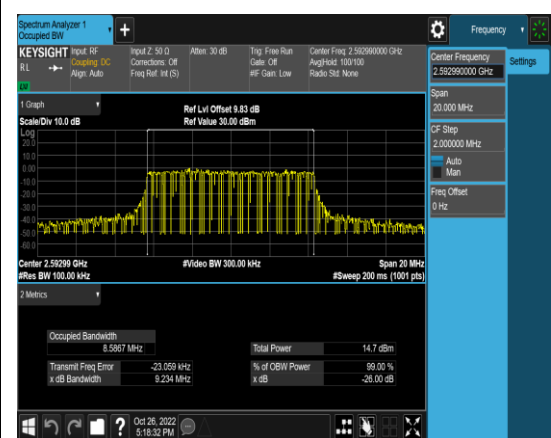 Spectrum Analyzer 1
Occupied BW
Frequency
KEYSIGHT
Input: RF
Input Z: 50 Ω
Atten: 30 dB
Trig: Free Run
Center Freq: 2.592990000 GHz
R L
Coupling: DC
Corrections: Off
Gate: Off
Avg|Hold: 100/100
Align: Auto
Freq Ref: Int (S)
#IF Gain: Low
Radio Std: None
Center Frequency
2.592990000 GHz
Settings
Span
20.000 MHz
CF Step
2.000000 MHz
Auto
Man
Freq Offset
0 Hz
1 Graph
Ref Lvl Offset 9.83 dB
Scale/Div 10.0 dB
Ref Value 30.00 dBm
Log
20.0
10.0
0.00
-10.0
-20.0
-30.0
-40.0
-50.0
-60.0
Center 2.59299 GHz
#Video BW 300.00 kHz
Span 20 MHz
#Res BW 100.00 kHz
#Sweep 200 ms (1001 pts)
2 Metrics
Occupied Bandwidth
8.5867 MHz
Total Power
14.7 dBm
Transmit Freq Error
-23.059 kHz
% of OBW Power
99.00 %
x dB Bandwidth
9.234 MHz
x dB
-26.00 dB
Oct 26, 2022
5:18:32 PM